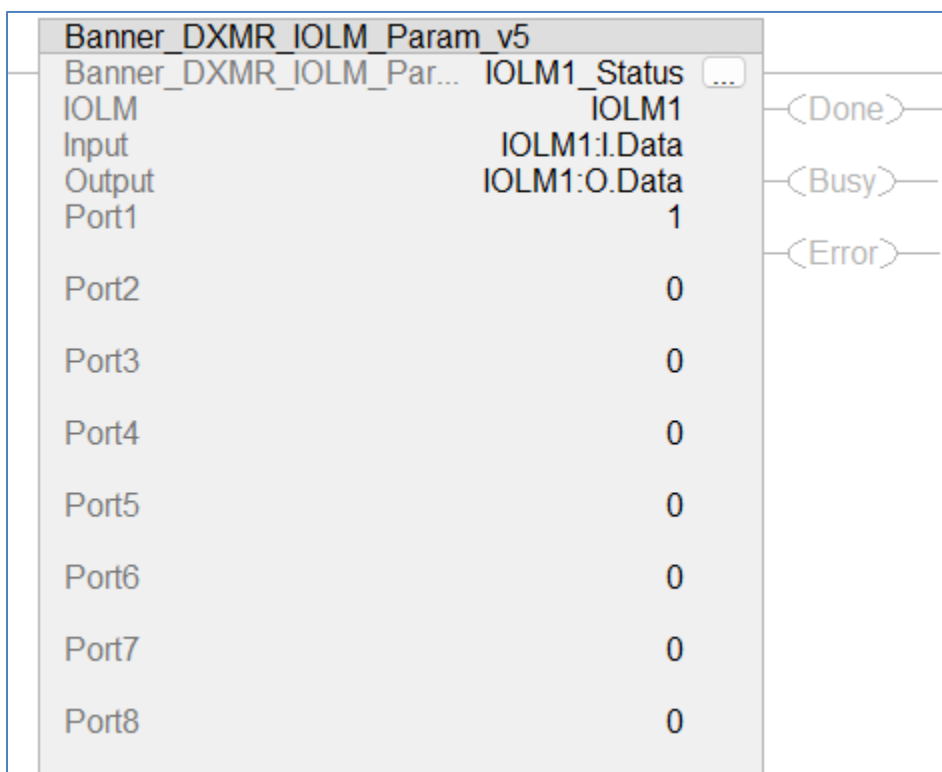 Banner_DXMR_IOLM_Param_v5
Banner_DXMR_IOLM_Par... IOLM1_Status ...
IOLM IOLM1 (Done)
Input IOLM1:I.Data
Output IOLM1:O.Data (Busy)
Port1 1
(Error)
Port2 0
Port3 0
Port4 0
Port5 0
Port6 0
Port7 0
Port8 0